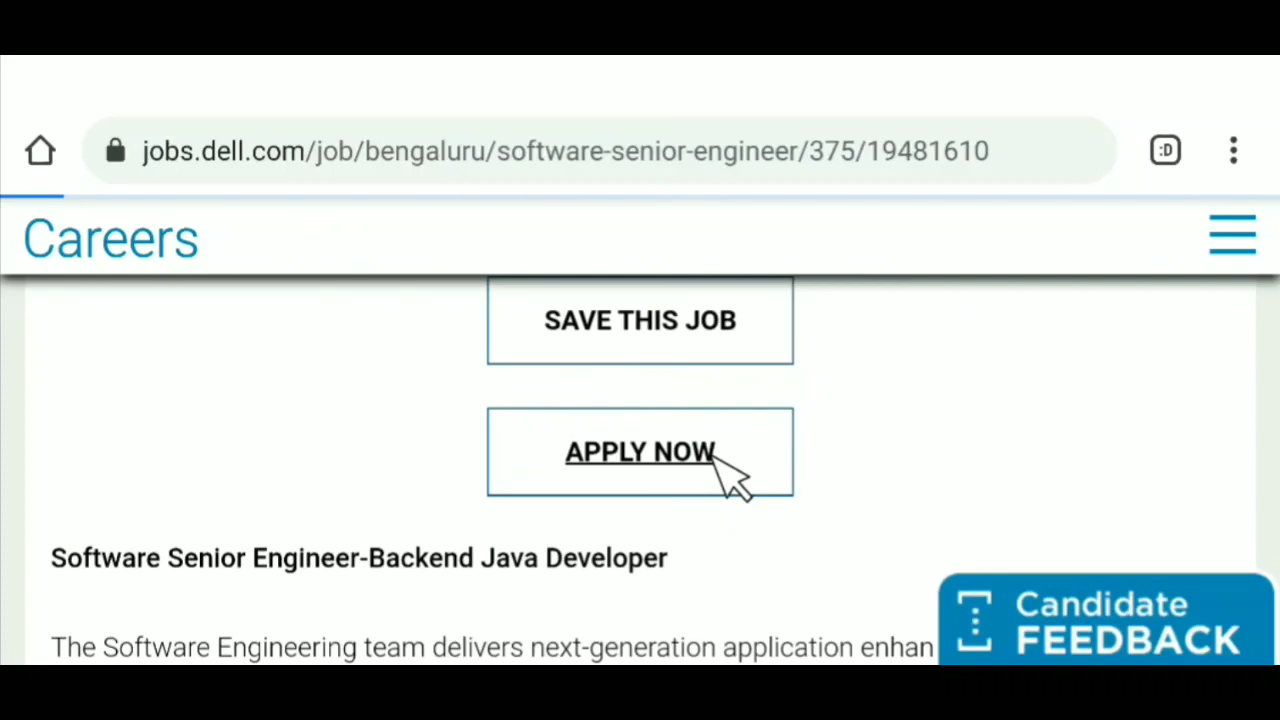 jobs.dell.com/job/bengaluru/software-senior-engineer/375/19481610
:D
Careers
SAVE THIS JOB
APPLY NOW
Software Senior Engineer-Backend Java Developer
The Software Engineering team delivers next-generation application enhan
Candidate
FEEDBACK